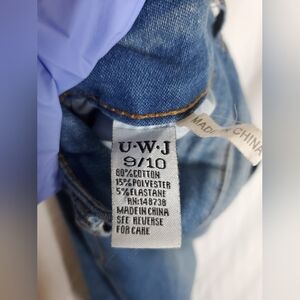 U·W·J
9/10
80%COTTON
15%POLYESTER
5%ELASTANE
RN:148738
MADE IN CHINA
SEE REVERSE
FOR CARE
MADE IN CHINA